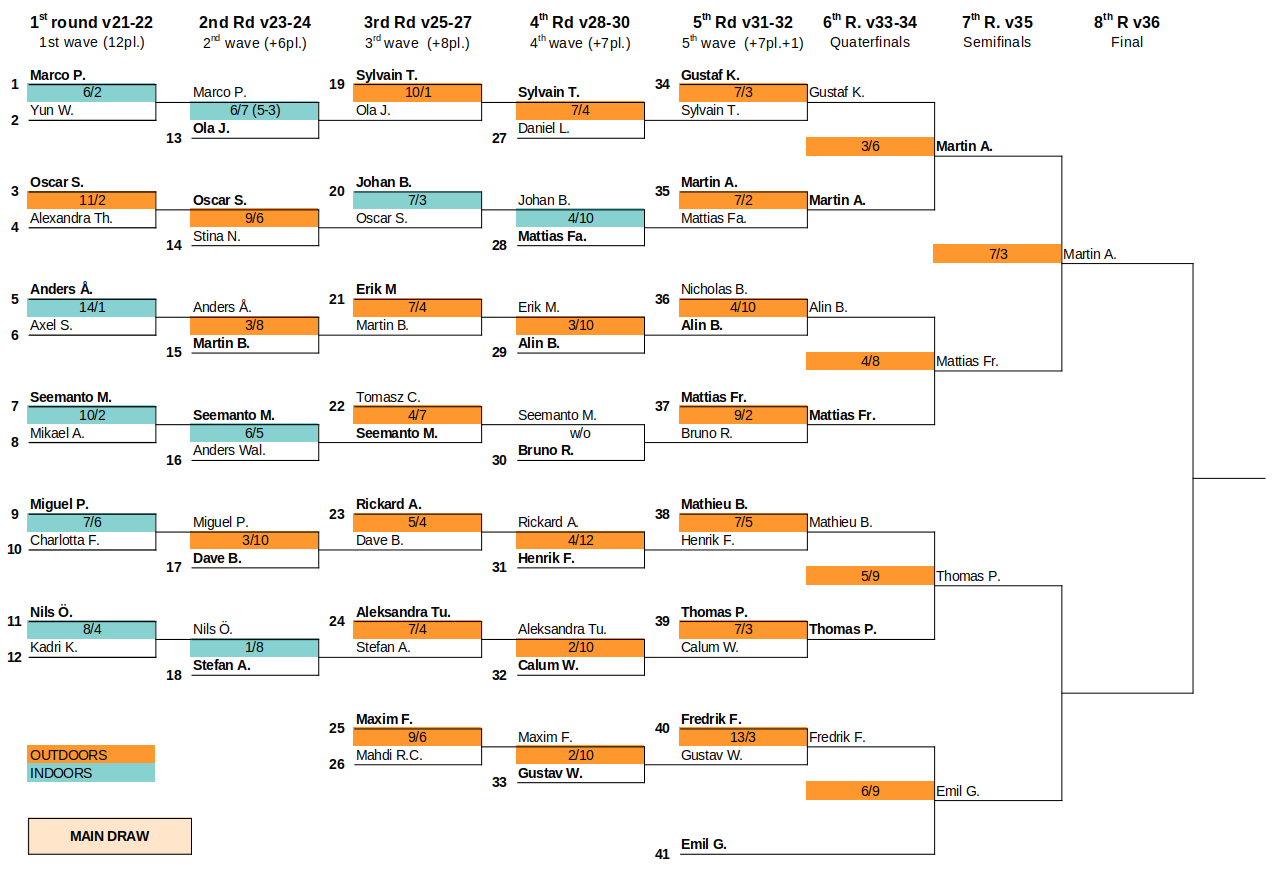 1st round v21-22
1st wave (12pl.)
2nd Rd v23-24
2nd wave (+6pl.)
3rd Rd v25-27
3rd wave (+8pl.)
4th Rd v28-30
4th wave (+7pl.)
5th Rd v31-32
5th wave (+7pl.+1)
6th R. v33-34
Quaterfinals
7th R. v35
Semifinals
8th R v36
Final
1
Marco P.
6/2
Yun W.
2
3
Oscar S.
11/2
Alexandra Th.
4
5
Anders Å.
14/1
Axel S.
6
7
Seemanto M.
10/2
Mikael A.
8
9
Miguel P.
7/6
Charlotta F.
10
11
Nils Ö.
8/4
Kadri K.
12
Marco P.
6/7 (5-3)
Ola J.
13
Oscar S.
9/6
Stina N.
14
Anders Å.
3/8
Martin B.
15
Seemanto M.
6/5
Anders Wal.
16
Miguel P.
3/10
Dave B.
17
Nils Ö.
1/8
Stefan A.
18
19
Sylvain T.
10/1
Ola J.
20
Johan B.
7/3
Oscar S.
21
Erik M
7/4
Martin B.
22
Tomasz C.
4/7
Seemanto M.
23
Rickard A.
5/4
Dave B.
24
Aleksandra Tu.
7/4
Stefan A.
25
Maxim F.
9/6
Mahdi R.C.
26
Sylvain T.
7/4
Daniel L.
27
Johan B.
4/10
Mattias Fa.
28
Erik M.
3/10
Alin B.
29
Seemanto M.
w/o
Bruno R.
30
Rickard A.
4/12
Henrik F.
31
Aleksandra Tu.
2/10
Calum W.
32
Maxim F.
2/10
Gustav W.
33
34
Gustaf K.
7/3
Sylvain T.
35
Martin A.
7/2
Mattias Fa.
36
Nicholas B.
4/10
Alin B.
37
Mattias Fr.
9/2
Bruno R.
38
Mathieu B.
7/5
Henrik F.
39
Thomas P.
7/3
Calum W.
40
Fredrik F.
13/3
Gustav W.
41
Emil G.
Gustaf K.
3/6
Martin A.
Alin B.
4/8
Mattias Fr.
Mathieu B.
5/9
Thomas P.
Fredrik F.
6/9
Martin A.
7/3
Mattias Fr.
Thomas P.
Emil G.
Martin A.
OUTDOORS
INDOORS
MAIN DRAW